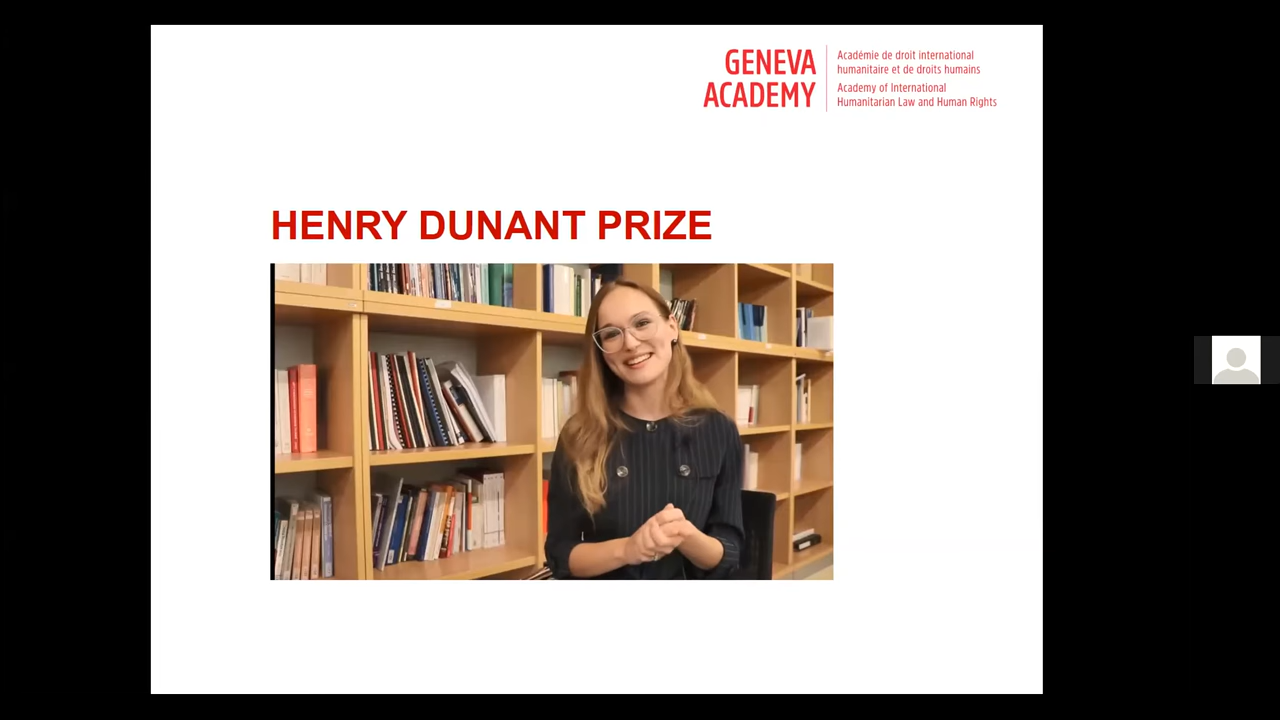 GENEVA
ACADEMY
Académie de droit international
humanitaire et de droits humains
Academy of International
Humanitarian Law and Human Rights
HENRY DUNANT PRIZE